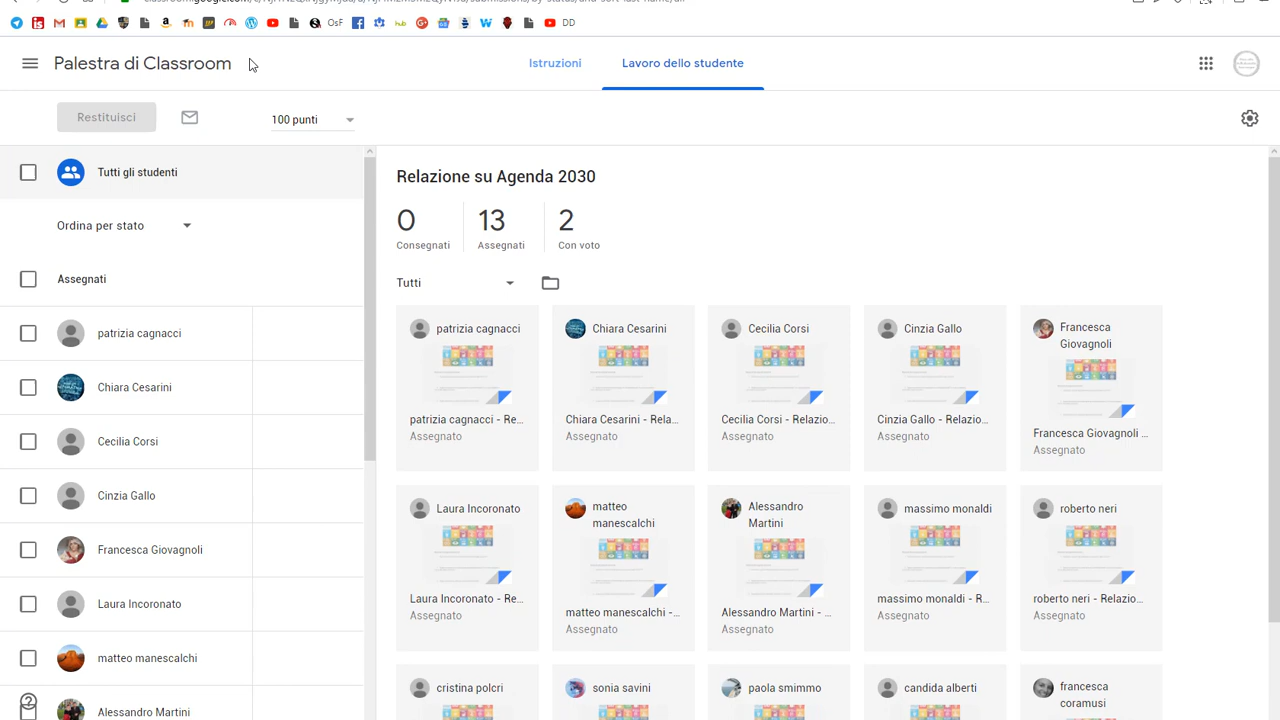 OsF
hub
DD
Palestra di Classroom
Istruzioni
Lavoro dello studente
Restituisci
100 punti
Tutti gli studenti
Ordina per stato
Assegnati
patrizia cagnacci
Chiara Cesarini
Cecilia Corsi
Cinzia Gallo
Francesca Giovagnoli
Laura Incoronato
matteo manescalchi
Alessandro Martini
Relazione su Agenda 2030
0 13 2
Consegnati Assegnati Con voto
Tutti
patrizia cagnacci
patrizia cagnacci - Re...
Assegnato
Chiara Cesarini
Chiara Cesarini - Rela...
Assegnato
Cecilia Corsi
Cecilia Corsi - Relazio...
Assegnato
Cinzia Gallo
Cinzia Gallo - Relazio...
Assegnato
Francesca
Giovagnoli
Francesca Giovagnoli ...
Assegnato
Laura Incoronato
Laura Incoronato - Re...
Assegnato
matteo
manescalchi
matteo manescalchi -...
Assegnato
Alessandro
Martini
Alessandro Martini - ...
Assegnato
massimo monaldi
massimo monaldi - R...
Assegnato
roberto neri
roberto neri - Relazio...
Assegnato
cristina polcri
sonia savini
paola smimmo
candida alberti
francesca
coramusi